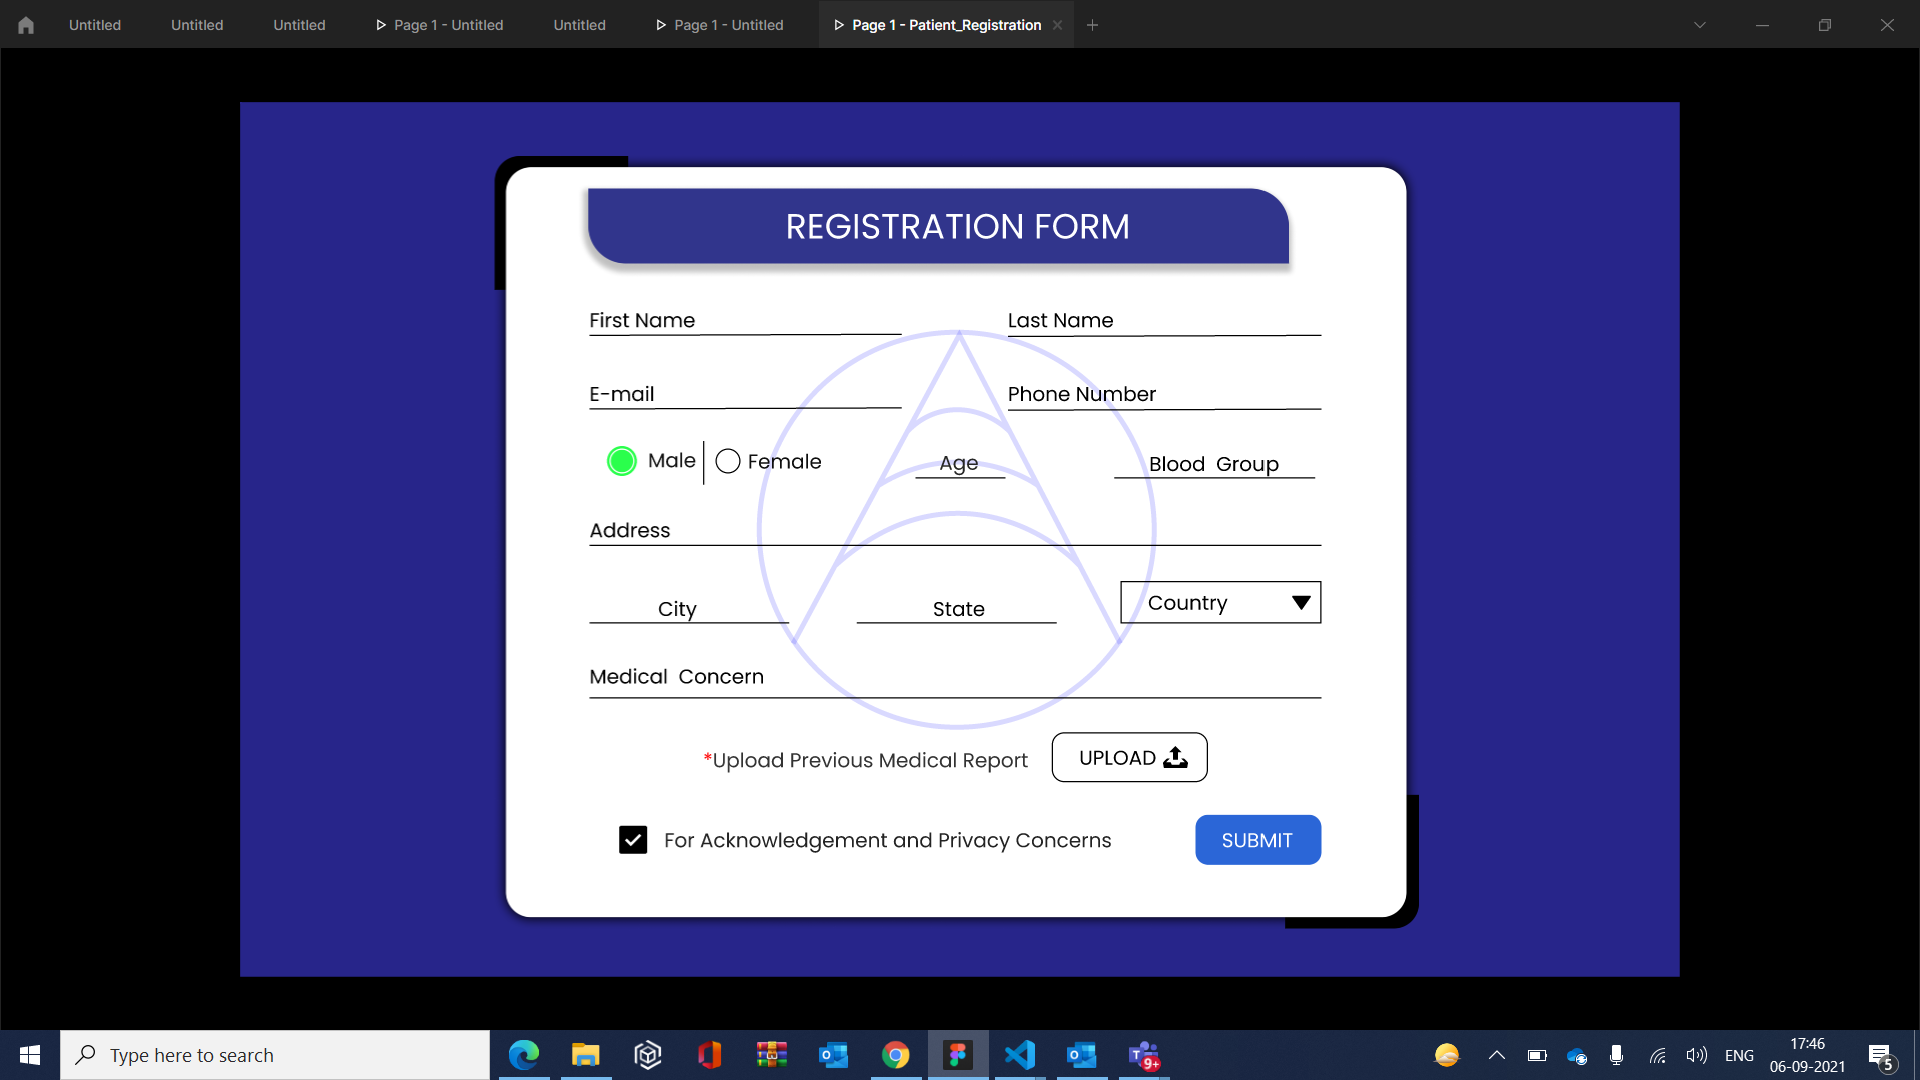 Untitled Untitled Untitled Page 1 - Untitled Untitled Page 1 - Untitled Page 1 - Patient_Registration
REGISTRATION FORM
First Name Last Name
E-mail Phone Number
Male Female Age Blood Group
Address
City State Country
Medical Concern
*Upload Previous Medical Report UPLOAD
For Acknowledgement and Privacy Concerns SUBMIT
Type here to search 9+ ENG 17:46
06-09-2021 5